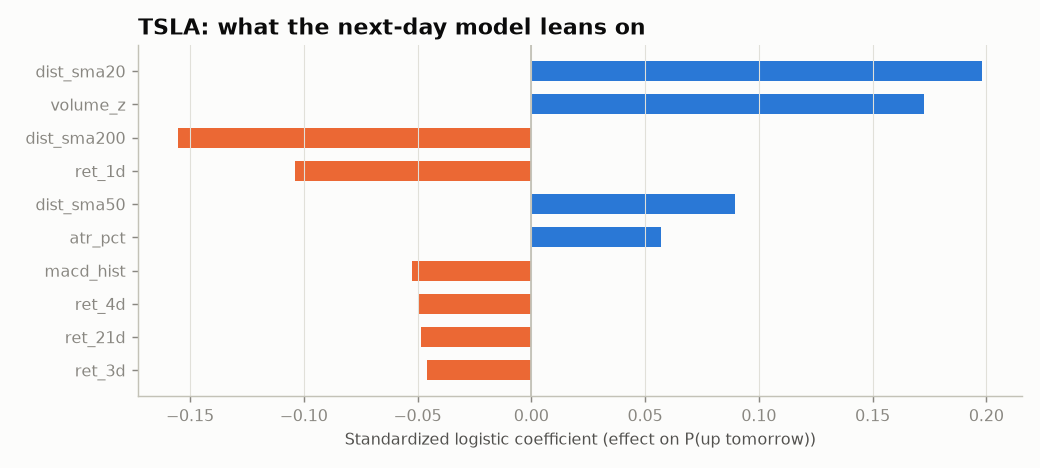 TSLA: what the next-day model leans on
dist_sma20
volume_z
dist_sma200
ret_1d
dist_sma50
atr_pct
macd_hist
ret_4d
ret_21d
ret_3d
−0.15 −0.10 −0.05 0.00 0.05 0.10 0.15 0.20
Standardized logistic coefficient (effect on P(up tomorrow))